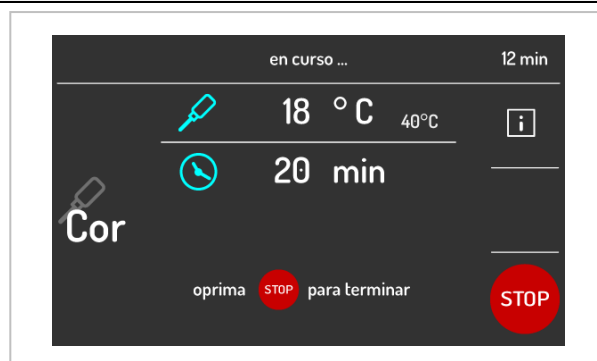 en curso ... 12 min
18 °C 40°C
i
20 min
Cor
oprima STOP para terminar
STOP